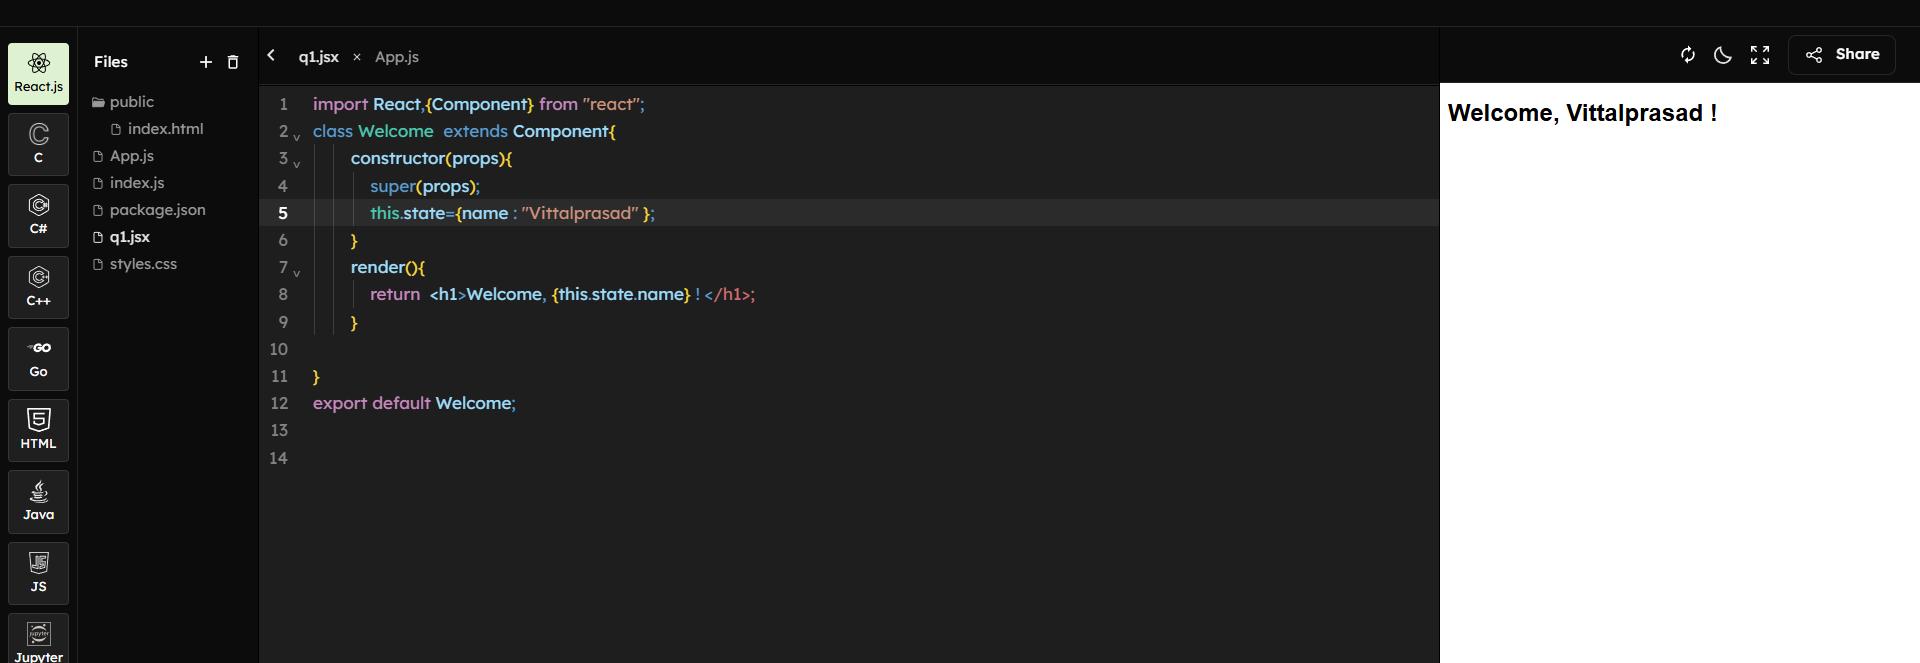 React.js
C
C#
C++
GO
Go
HTML
Java
JS
JS
jupyter
Jupyter
Files + 
public
index.html
App.js
index.js
package.json
q1.jsx
styles.css
q1.jsx × App.js
1 import React,{Component} from "react";
2 class Welcome  extends Component{
3 constructor(props){
4 super(props);
5 this.state={name : "Vittalprasad" };
6 }
7 render(){
8 return  <h1>Welcome, {this.state.name} ! </h1>;
9 }
10
11 }
12 export default Welcome;
13
14
Share
Welcome, Vittalprasad !